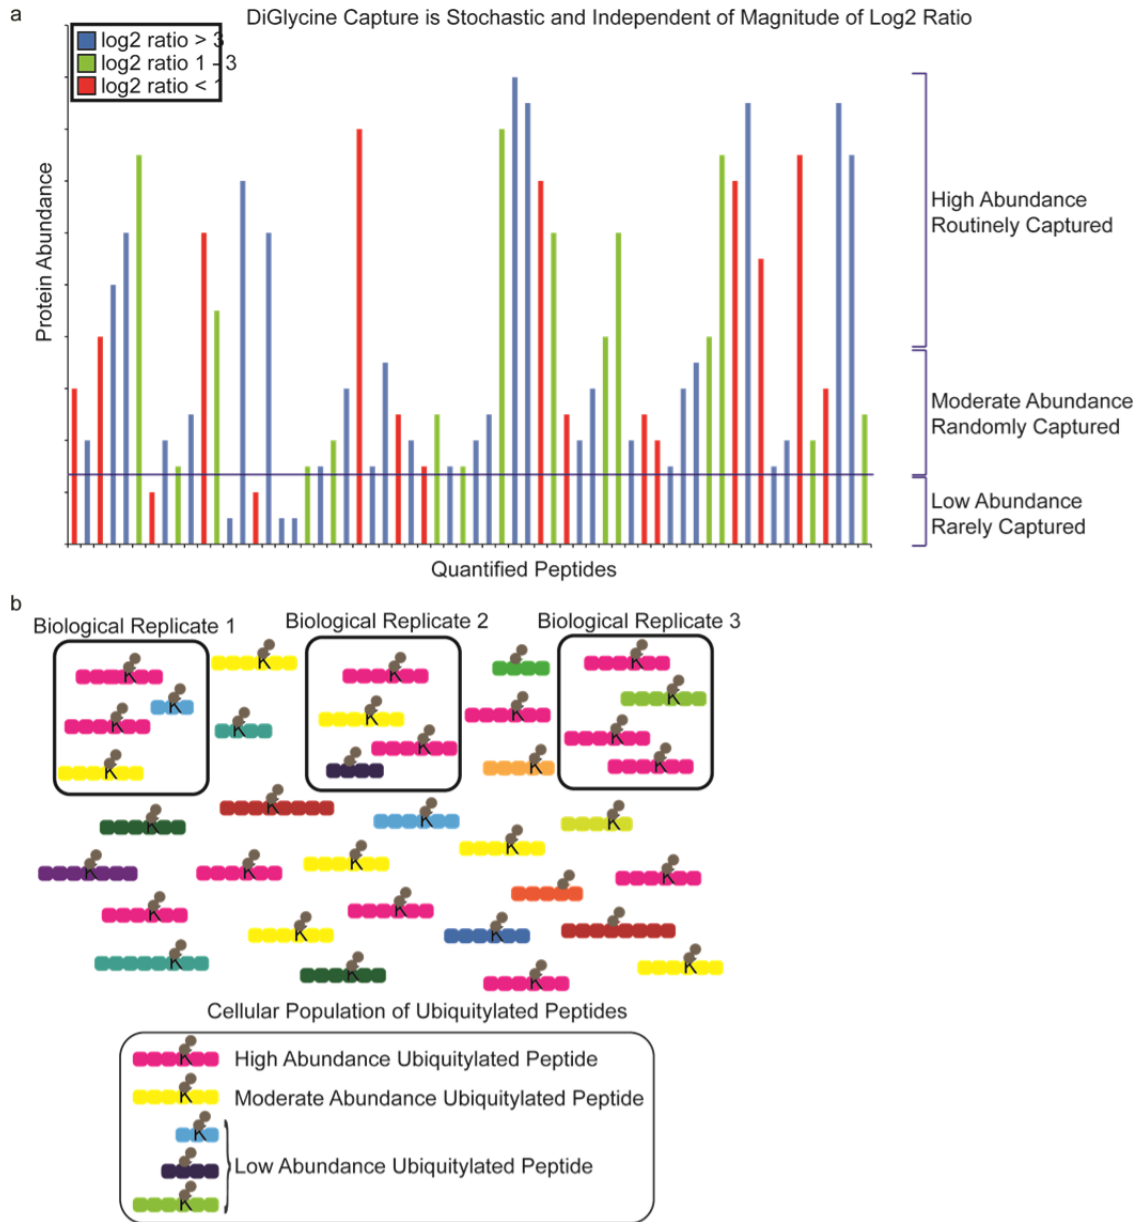 a
DiGlycine Capture is Stochastic and Independent of Magnitude of Log2 Ratio
log2 ratio > 3
log2 ratio 1 - 3
log2 ratio < 1
Protein Abundance
High Abundance
Routinely Captured
Moderate Abundance
Randomly Captured
Low Abundance
Rarely Captured
Quantified Peptides
b
Biological Replicate 1
Biological Replicate 2
Biological Replicate 3
Cellular Population of Ubiquitylated Peptides
K High Abundance Ubiquitylated Peptide
K Moderate Abundance Ubiquitylated Peptide
K
Low Abundance Ubiquitylated Peptide
K
K